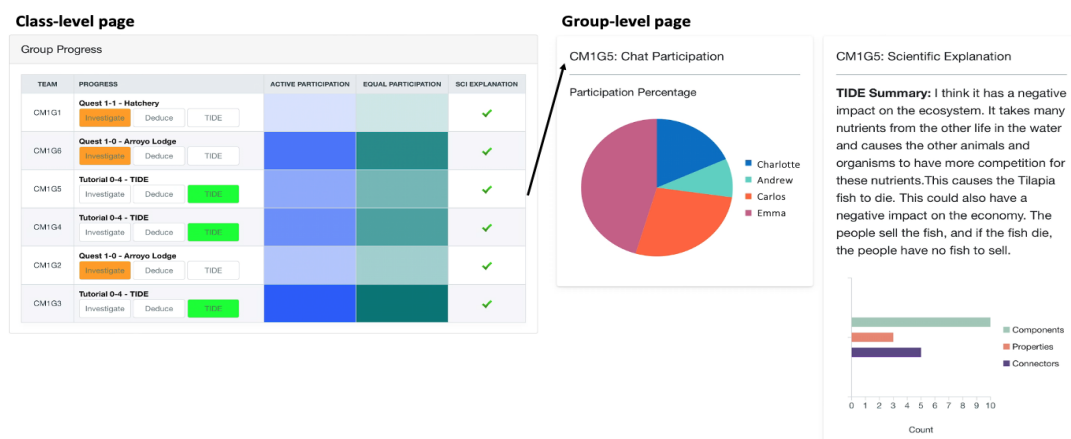 Class-level page
Group Progress
TEAM PROGRESS ACTIVE PARTICIPATION EQUAL PARTICIPATION SCI EXPLANATION
CM1G1
Quest 1-1 - Hatchery
Investigate Deduce TIDE
CM1G6
Quest 1-0 - Arroyo Lodge
Investigate Deduce TIDE
CM1G5
Tutorial 0-4 - TIDE
Investigate Deduce TIDE
CM1G4
Tutorial 0-4 - TIDE
Investigate Deduce TIDE
CM1G2
Quest 1-0 - Arroyo Lodge
Investigate Deduce TIDE
CM1G3
Tutorial 0-4 - TIDE
Investigate Deduce TIDE
Group-level page
CM1G5: Chat Participation
Participation Percentage
Charlotte
Andrew
Carlos
Emma
CM1G5: Scientific Explanation
TIDE Summary: I think it has a negative
impact on the ecosystem. It takes many
nutrients from the other life in the water
and causes the other animals and
organisms to have more competition for
these nutrients.This causes the Tilapia
fish to die. This could also have a
negative impact on the economy. The
people sell the fish, and if the fish die,
the people have no fish to sell.
Components
Properties
Connectors
0 1 2 3 4 5 6 7 8 9 10
Count